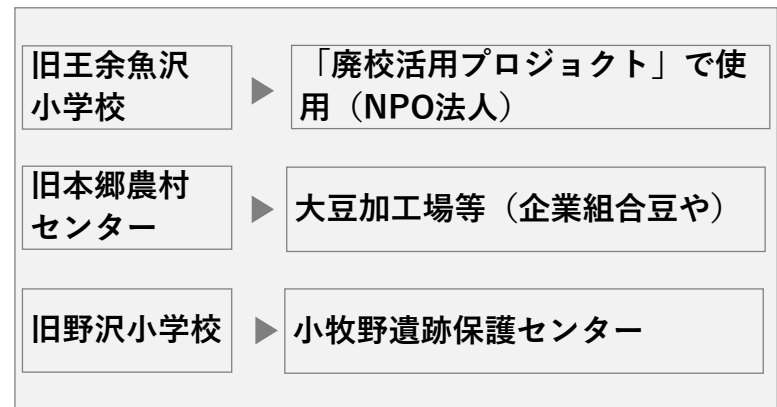 旧王余魚沢
小学校
「廃校活用プロジョクト」で使
用（NPO法人）
旧本郷農村
センター
大豆加工場等（企業組合豆や）
旧野沢小学校
小牧野遺跡保護センター